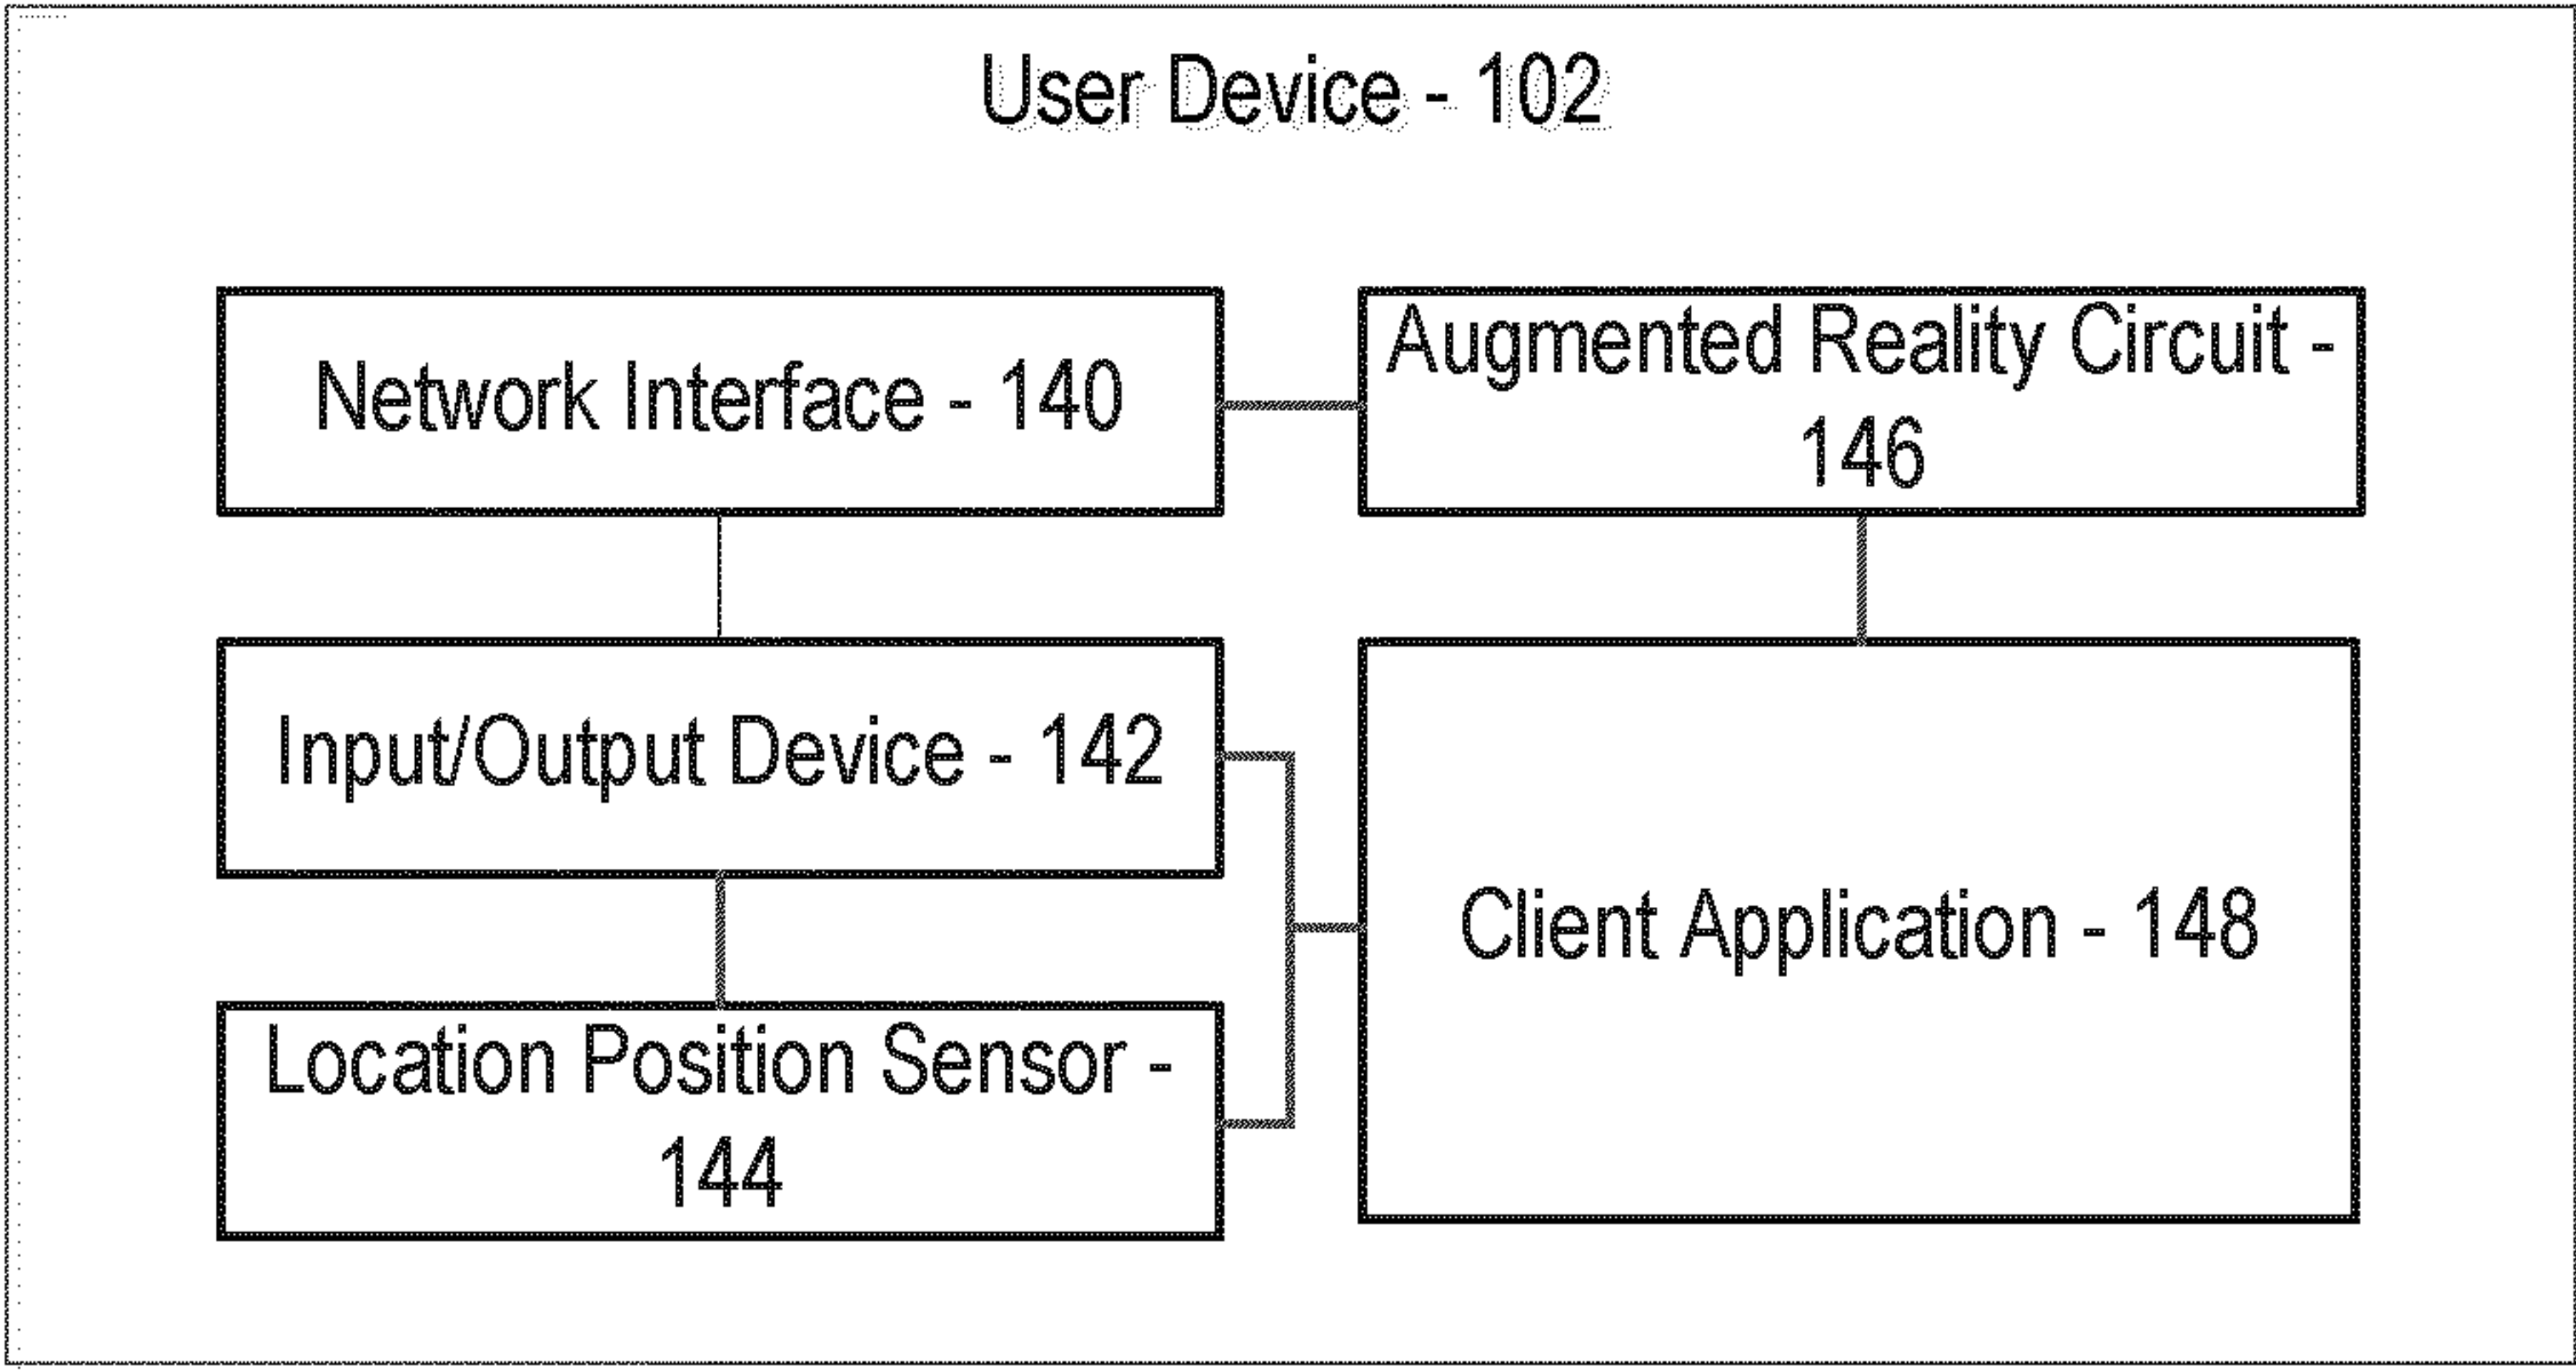 User Device - 102
Network Interface - 140
Augmented Reality Circuit -
146
Input/Output Device - 142
Client Application - 148
Location Position Sensor -
144